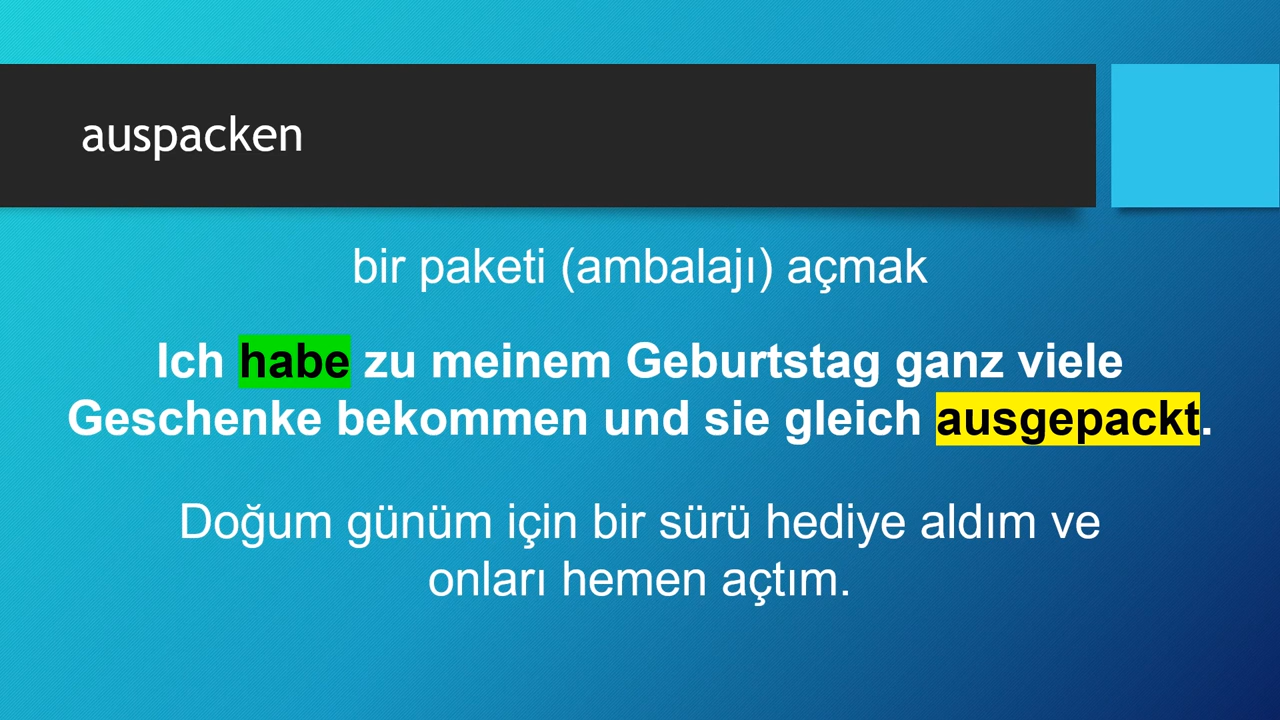 auspacken
bir paketi (ambalajı) açmak
Ich habe zu meinem Geburtstag ganz viele
Geschenke bekommen und sie gleich ausgepackt.
Doğum günüm için bir sürü hediye aldım ve
onları hemen açtım.